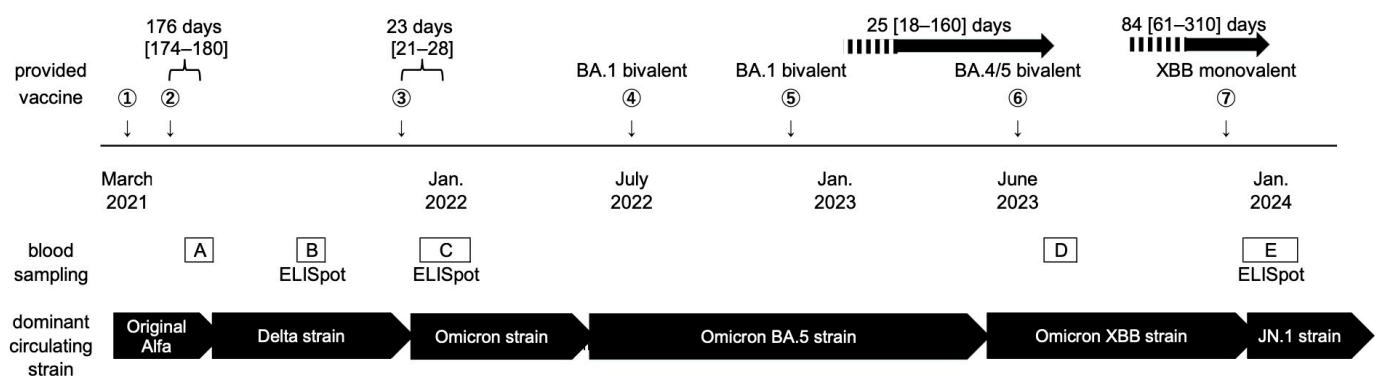 176 days
[174–180]
23 days
[21–28]
25 [18–160] days
84 [61–310] days
provided
vaccine
BA.1 bivalent
BA.1 bivalent
BA.4/5 bivalent
XBB monovalent
① ② ③ ④ ⑤ ⑥ ⑦
↓ ↓ ↓ ↓ ↓ ↓ ↓
March
2021
Jan.
2022
July
2022
Jan.
2023
June
2023
Jan.
2024
blood
sampling
A
B
ELISpot
C
ELISpot
D
E
ELISpot
dominant
circulating
strain
Original
Alfa
Delta strain
Omicron strain
Omicron BA.5 strain
Omicron XBB strain
JN.1 strain